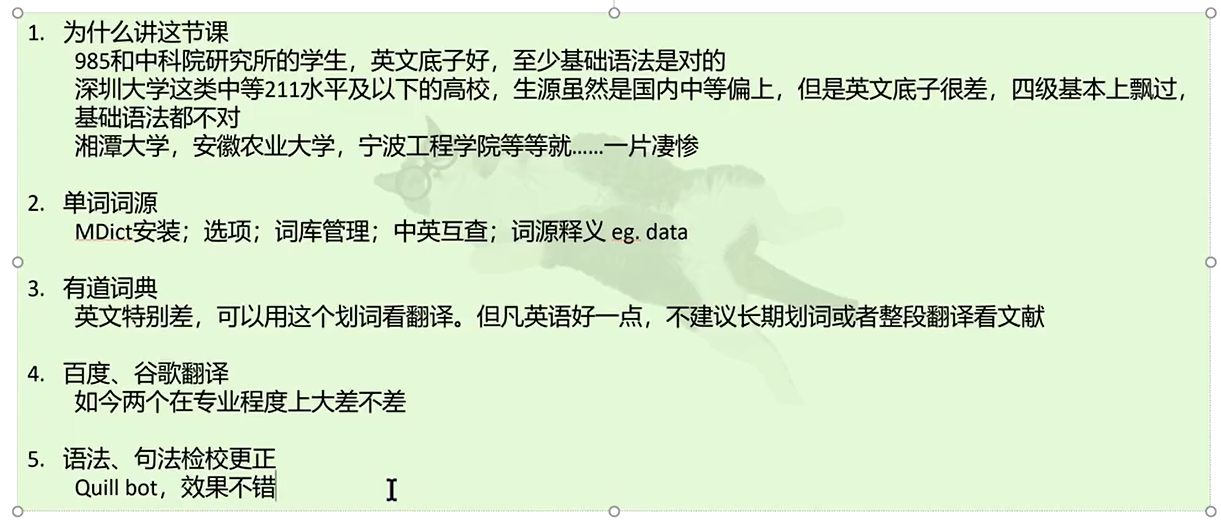 1. 为什么讲这节课
985和中科院研究所的学生，英文底子好，至少基础语法是对的
深圳大学这类中等211水平及以下的高校，生源虽然是国内中等偏上，但是英文底子很差，四级基本上飘过，
基础语法都不对
湘潭大学，安徽农业大学，宁波工程学院等等就……一片凄惨
2. 单词词源
MDict安装；选项；词库管理；中英互查；词源释义 eg. data
3. 有道词典
英文特别差，可以用这个划词看翻译。但凡英语好一点，不建议长期划词或者整段翻译看文献
4. 百度、谷歌翻译
如今两个在专业程度上大差不差
5. 语法、句法检校更正
Quill bot，效果不错